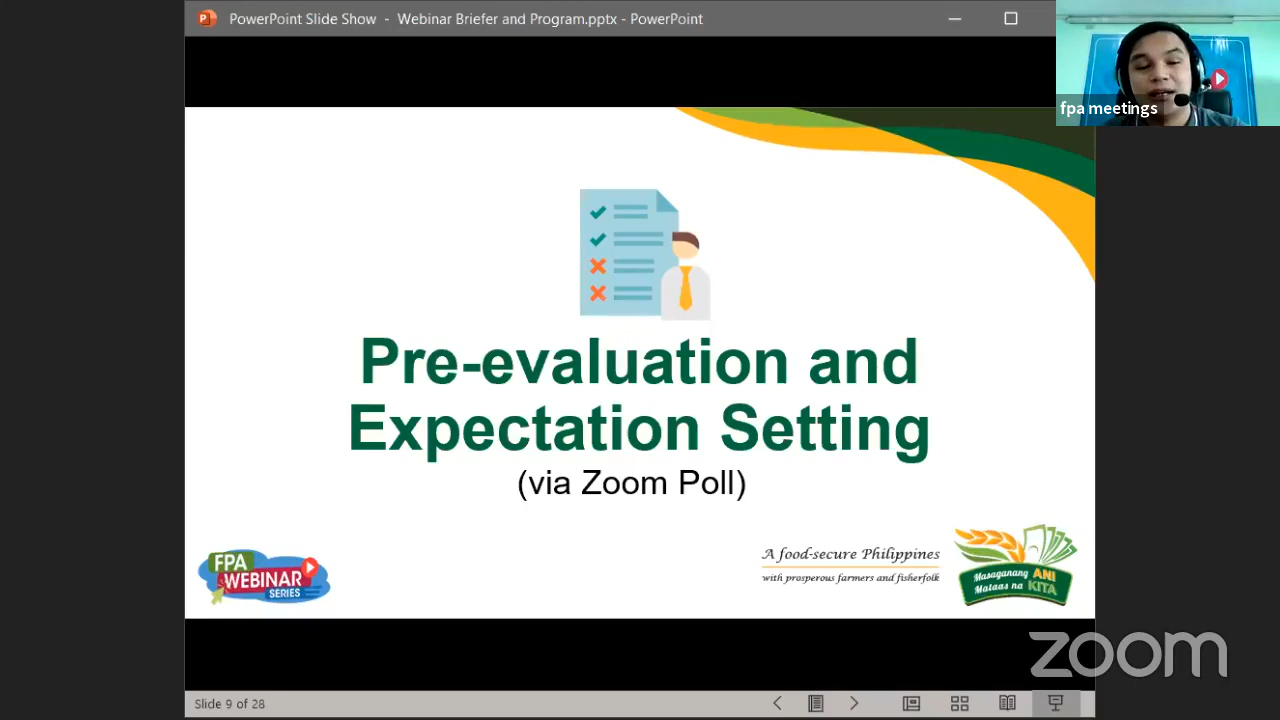 PowerPoint Slide Show - Webinar Briefer and Program.pptx - PowerPoint
fpa meetings
Pre-evaluation and
Expectation Setting
(via Zoom Poll)
FPA
WEBINAR
SERIES
A food-secure Philippines
with prosperous farmers and fisherfolk
Masaganang ANI
Mataas na KITA
zoom
Slide 9 of 28